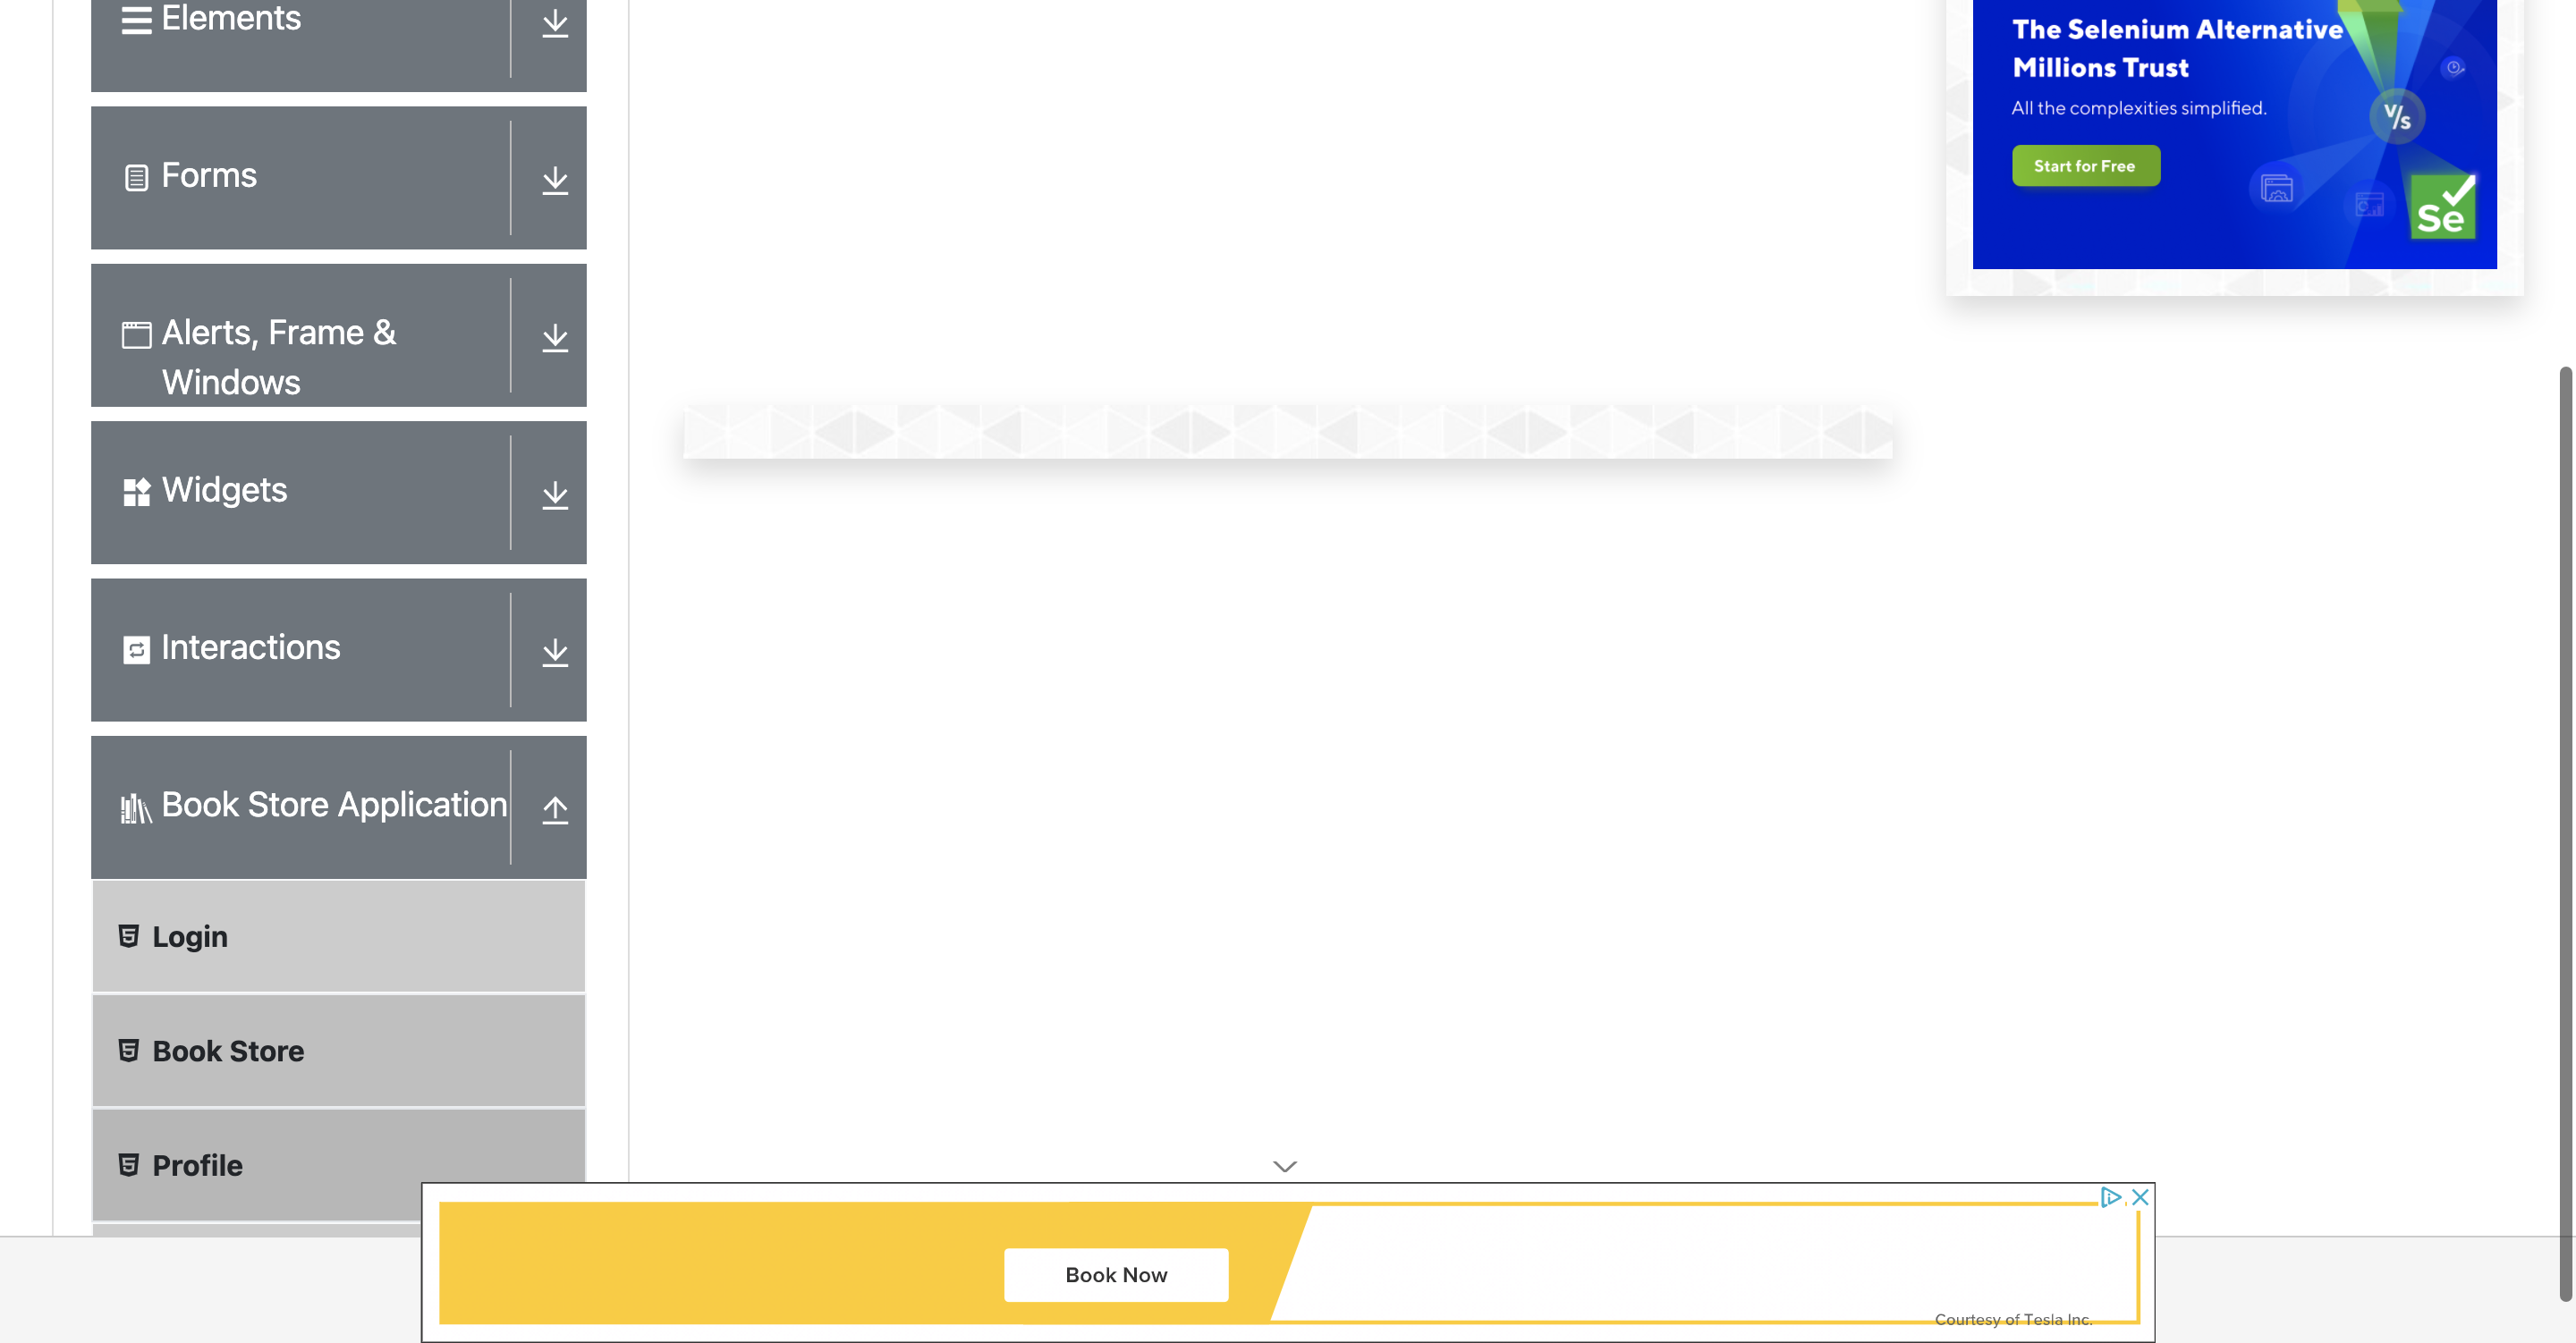 Elements
Forms
Alerts, Frame &
Windows
Widgets
Interactions
Book Store Application
Login
Book Store
Profile
The Selenium Alternative
Millions Trust
All the complexities simplified.
Start for Free
V/s
Se
Book Now
Courtesy of Tesla Inc.